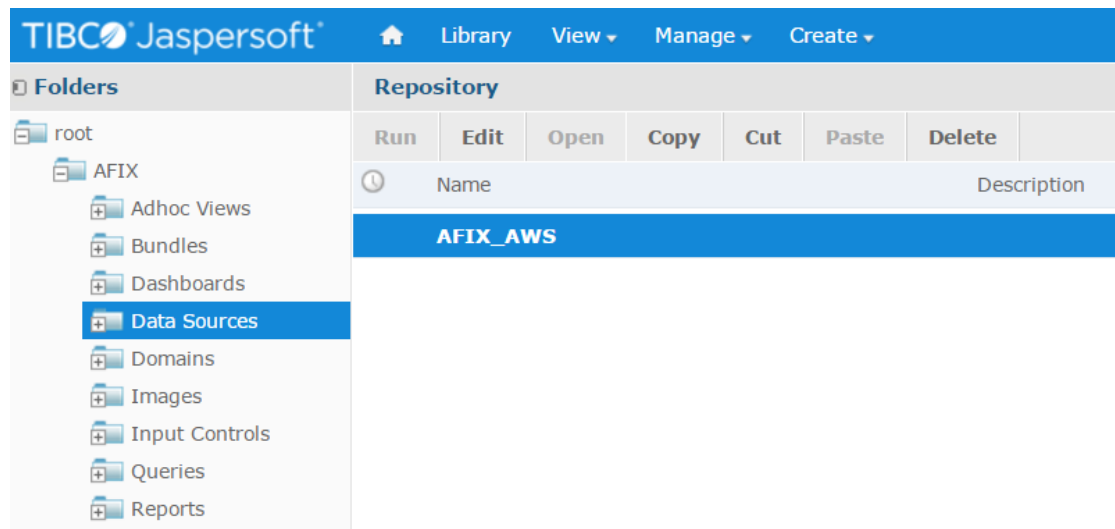 TIBCO Jaspersoft® Library View Manage Create
Folders
root
AFIX
Adhoc Views
Bundles
Dashboards
Data Sources
Domains
Images
Input Controls
Queries
Reports
Repository
Run Edit Open Copy Cut Paste Delete
Name Description
AFIX_AWS